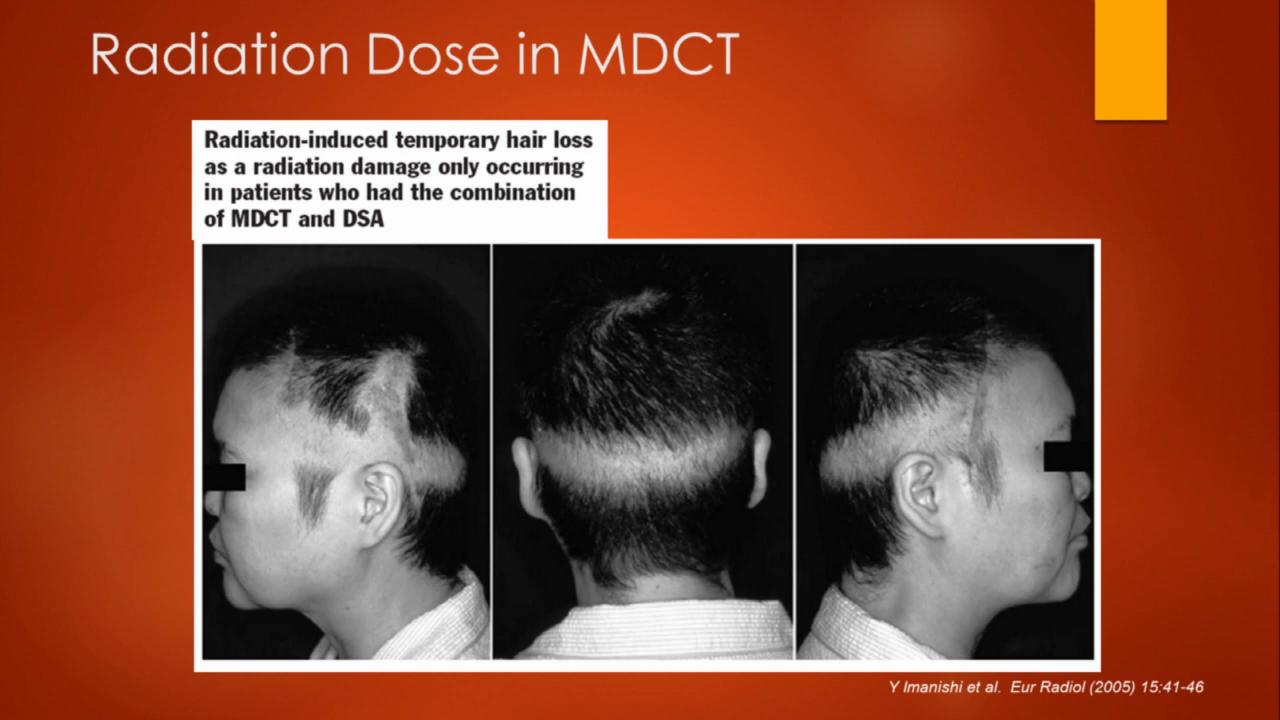 Radiation Dose in MDCT
Radiation-induced temporary hair loss
as a radiation damage only occurring
in patients who had the combination
of MDCT and DSA
Y Imanishi et al. Eur Radiol (2005) 15:41-46